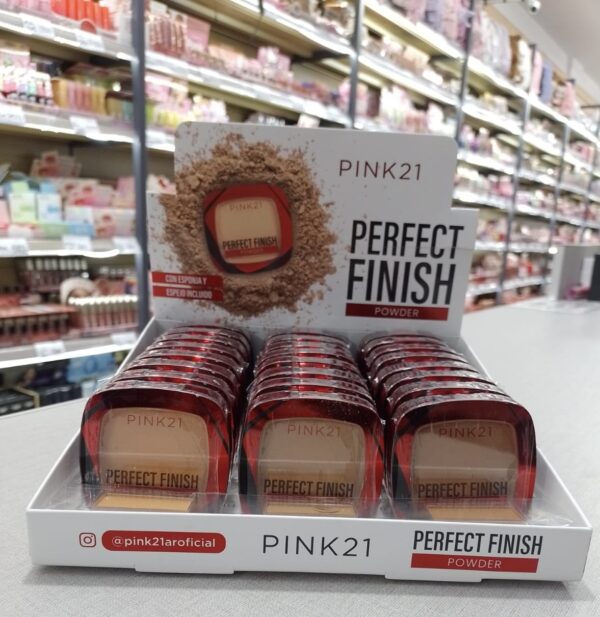 PINK21
PERFECT
FINISH
POWDER
PINK21
PERFECT FINISH
POWDER
CON ESPONJA Y
ESPEJO INCLUIDO
PINK21
PERFECT FINISH
PINK21
PERFECT FINISH
PINK21
PERFECT FINISH
@pink21aroficial
PINK21
PERFECT FINISH
POWDER